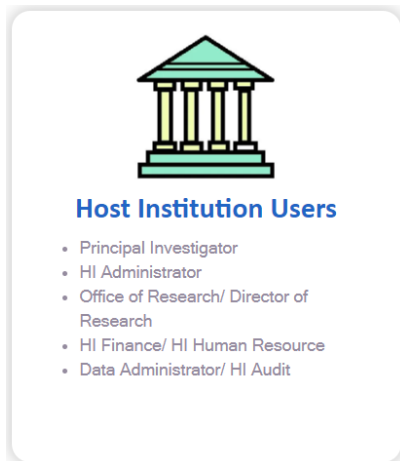 Host Institution Users
Principal Investigator
HI Administrator
Office of Research/ Director of
Research
HI Finance/ HI Human Resource
Data Administrator/ HI Audit